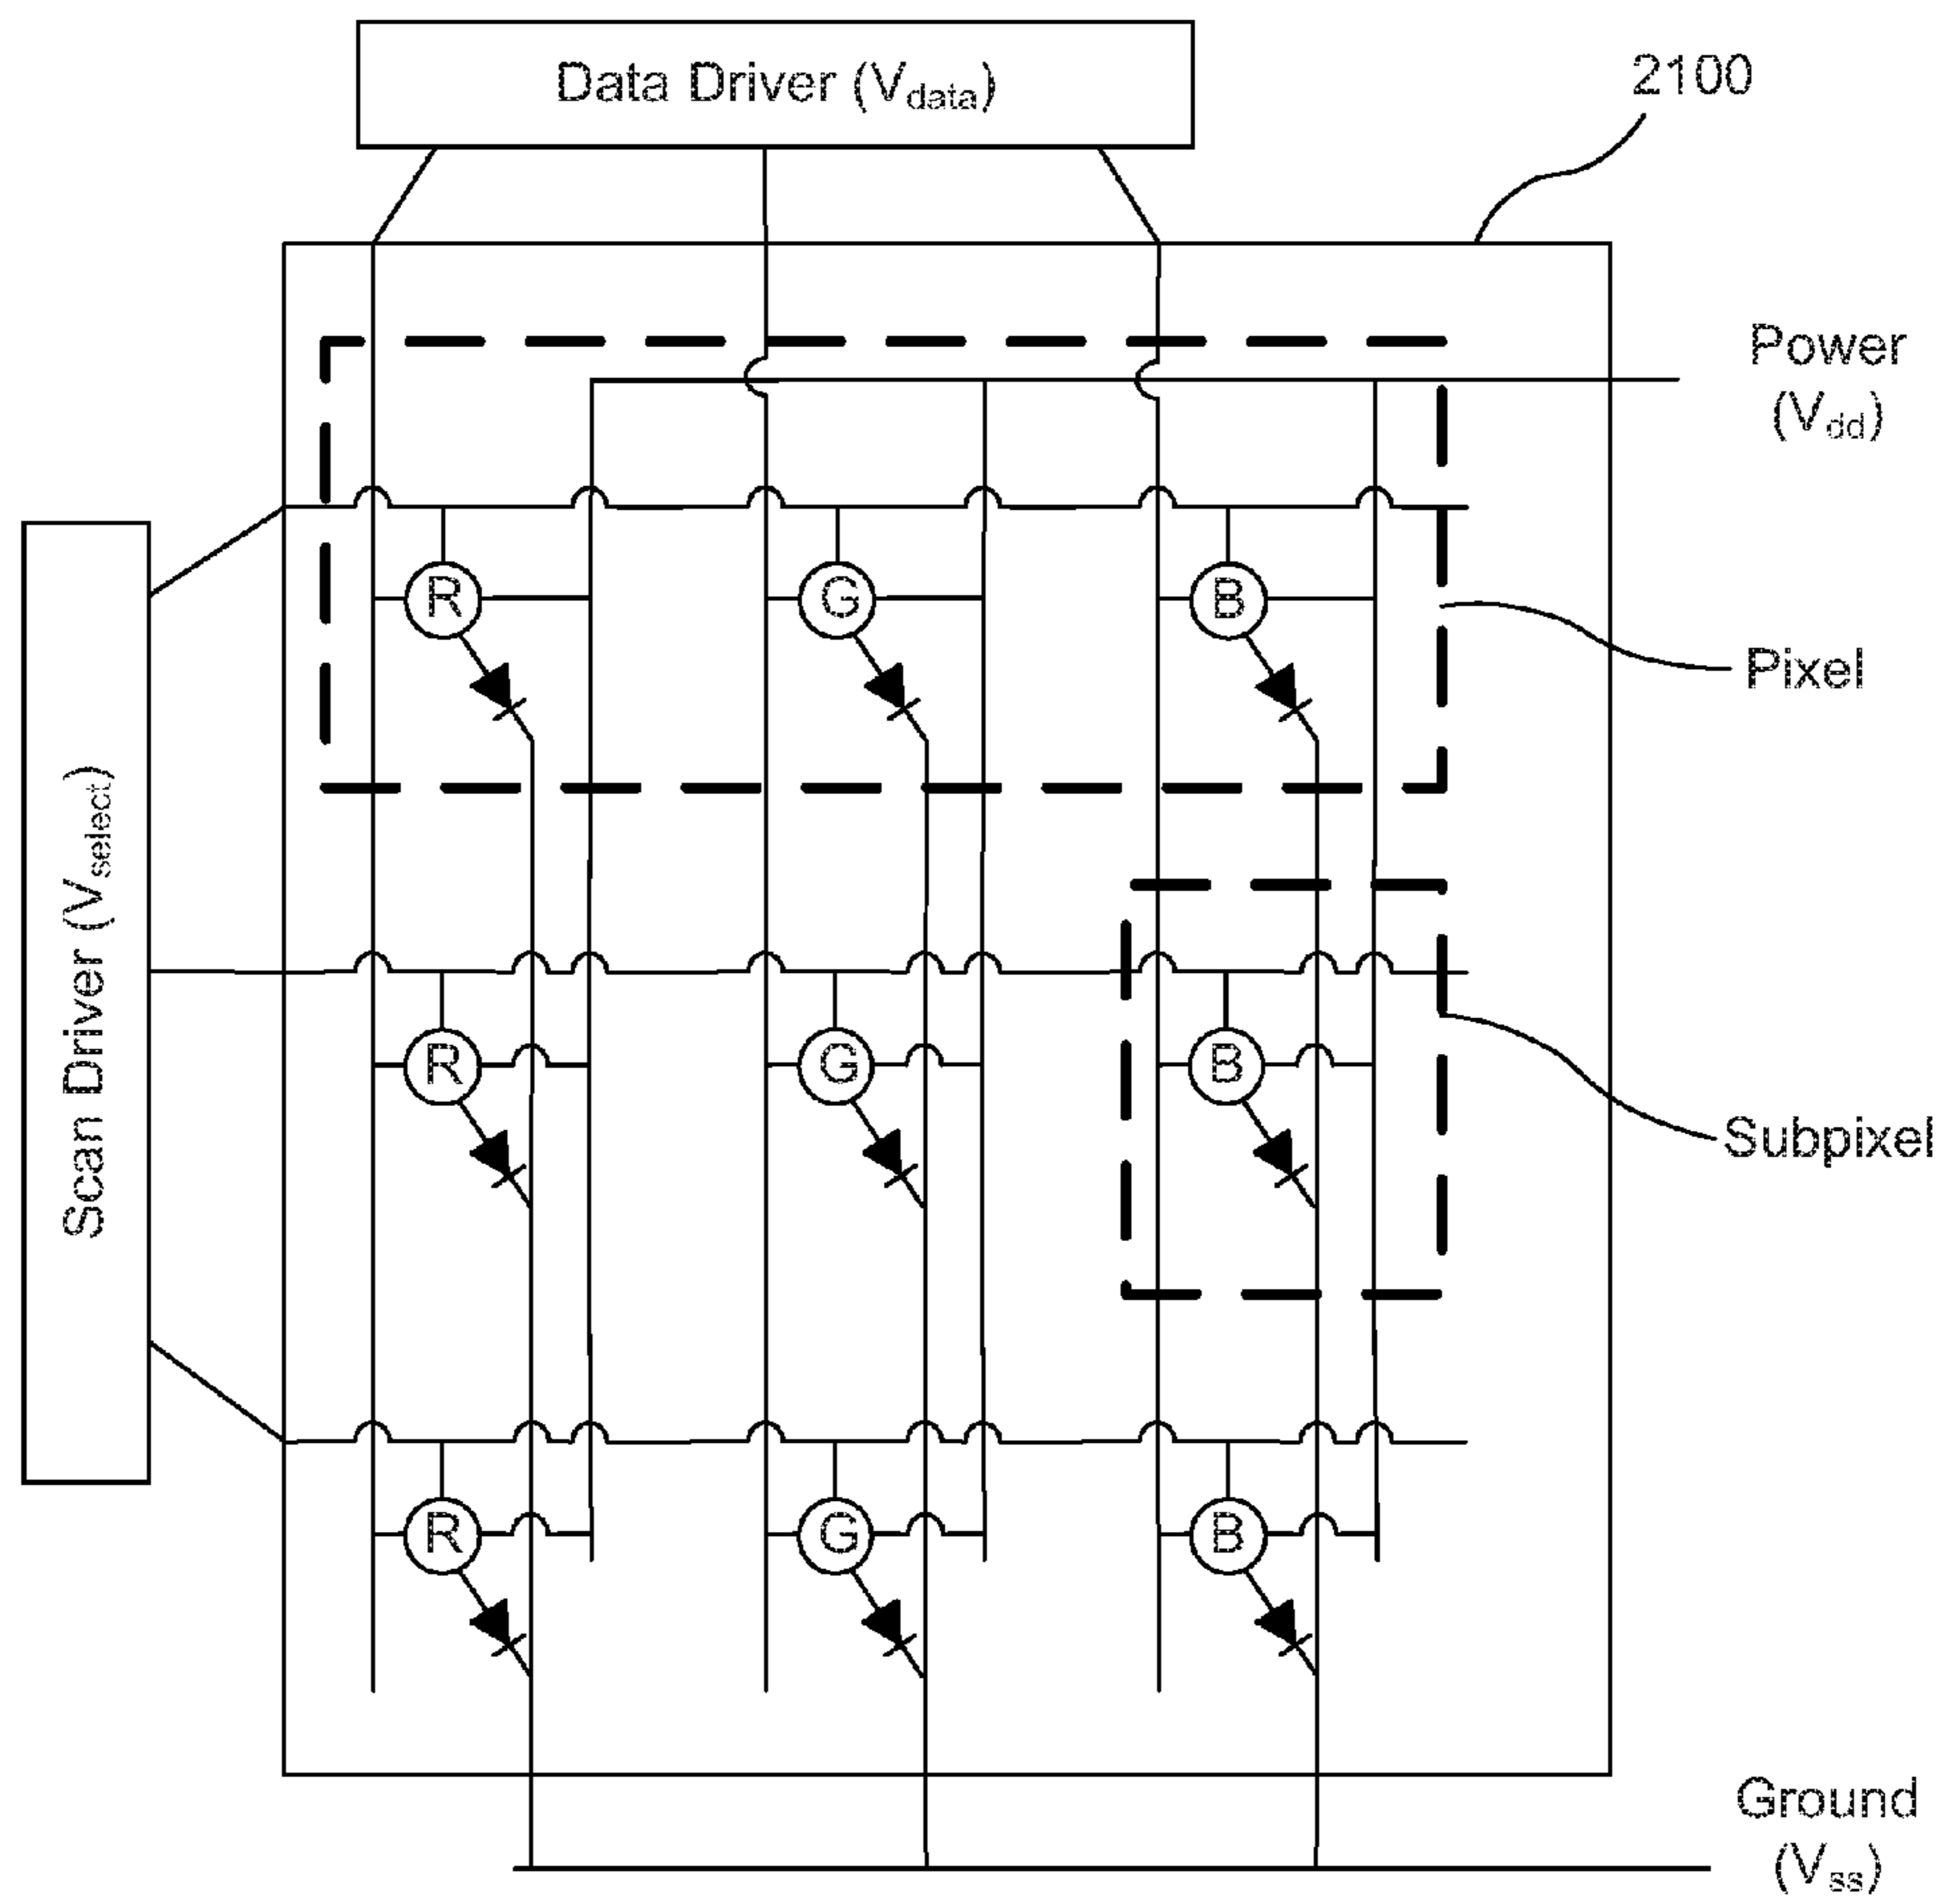 Data Driver (Vdata)
2100
Power
(Vdd)
R G B
Pixel
Scan Driver (Vselect)
R G B
Subpixel
R G B
Ground
(Vss)